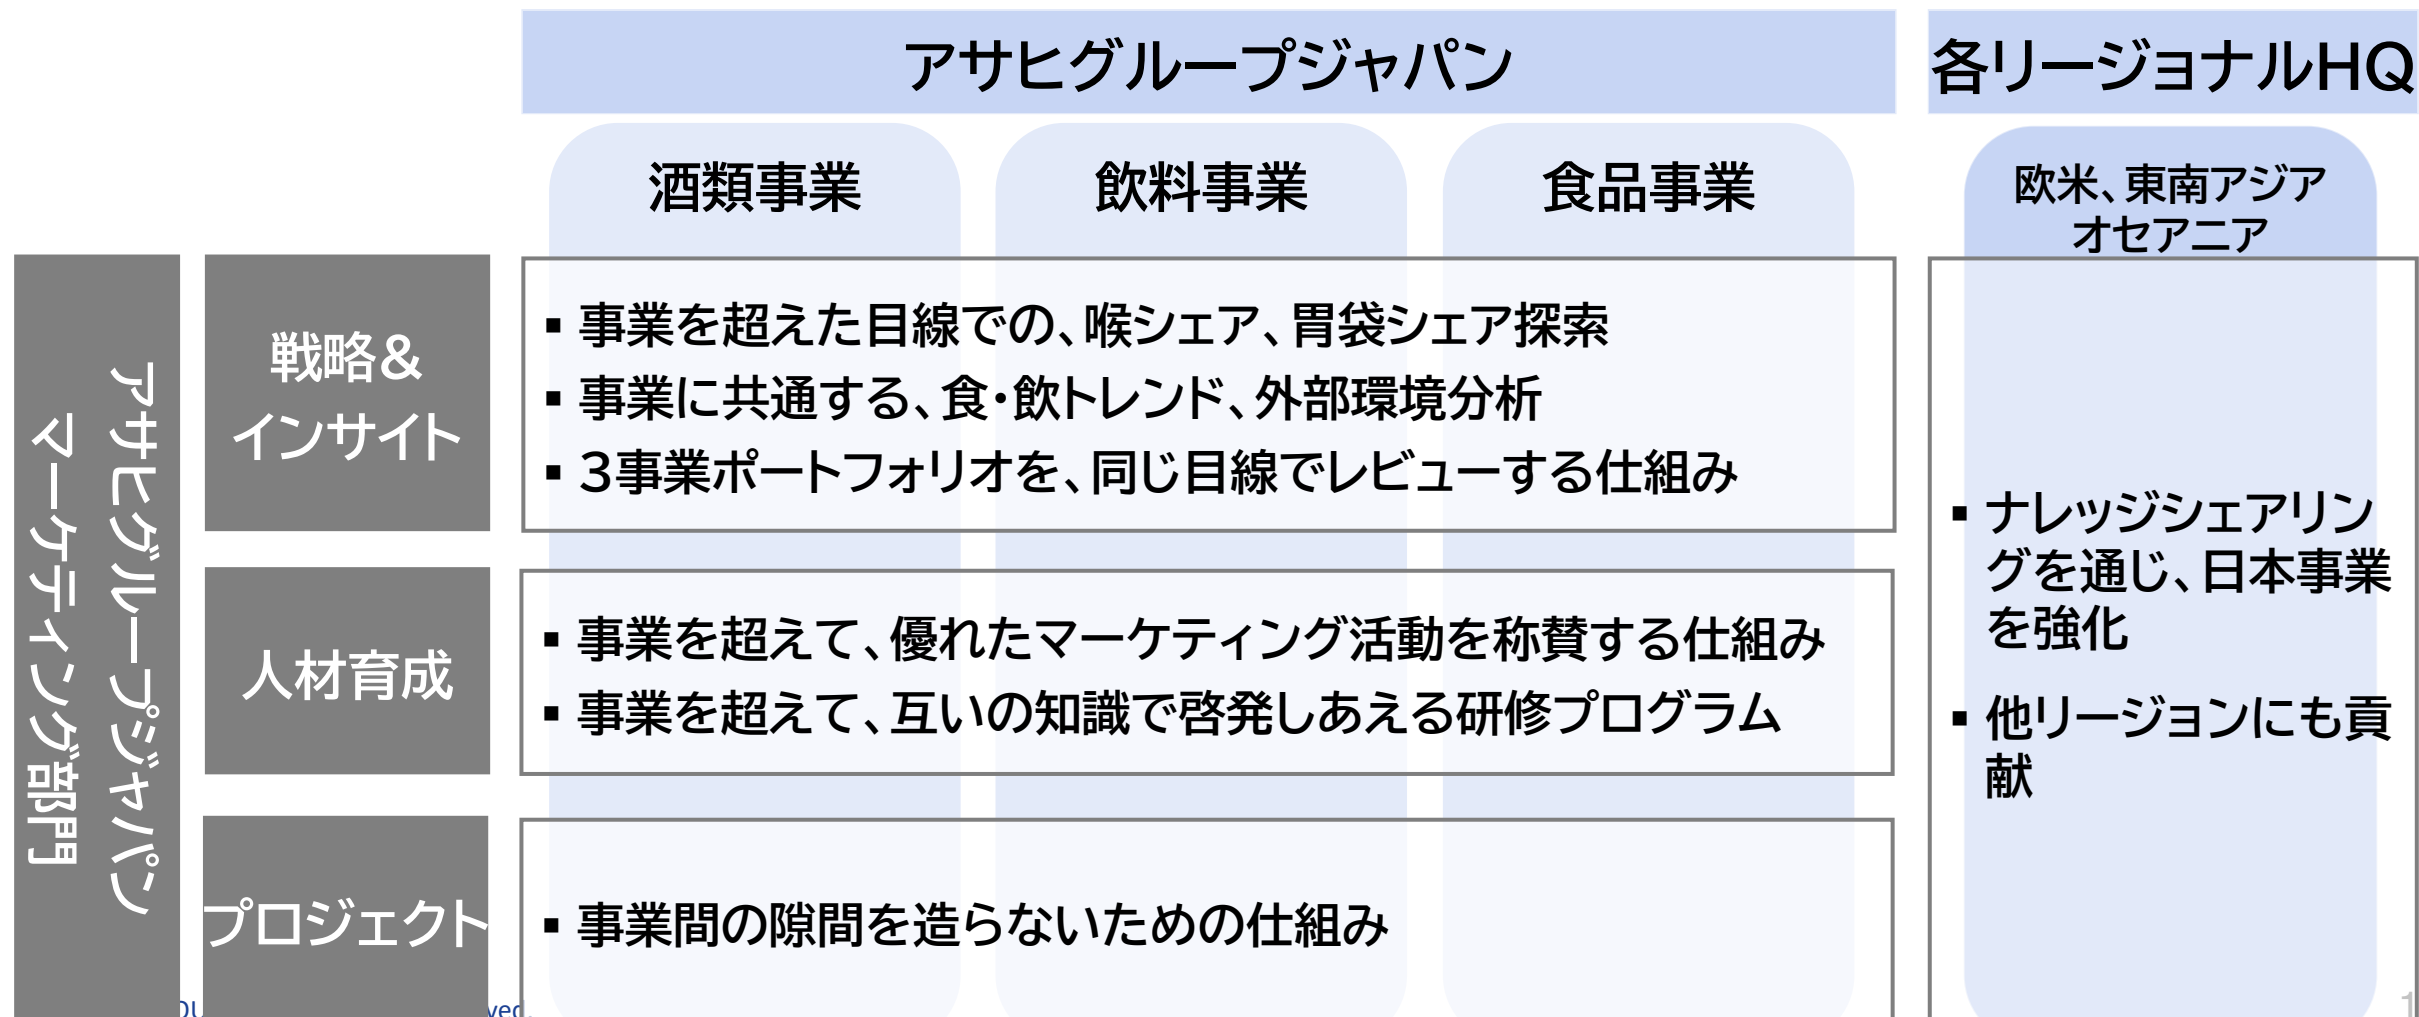 アサヒグループジャパン
各リージョナルHQ
酒類事業
飲料事業
食品事業
欧米、東南アジア
オセアニア
アサヒグループジャパン
マーケティング部門
戦略＆
インサイト
▪ 事業を超えた目線での、喉シェア、胃袋シェア探索
▪ 事業に共通する、食・飲トレンド、外部環境分析
▪ ３事業ポートフォリオを、同じ目線でレビューする仕組み
人材育成
▪ 事業を超えて、優れたマーケティング活動を称賛する仕組み
▪ 事業を超えて、互いの知識で啓発しあえる研修プログラム
プロジェクト
▪ 事業間の隙間を造らないための仕組み
▪ ナレッジシェアリン
グを通じ、日本事業
を強化
▪ 他リージョンにも貢
献